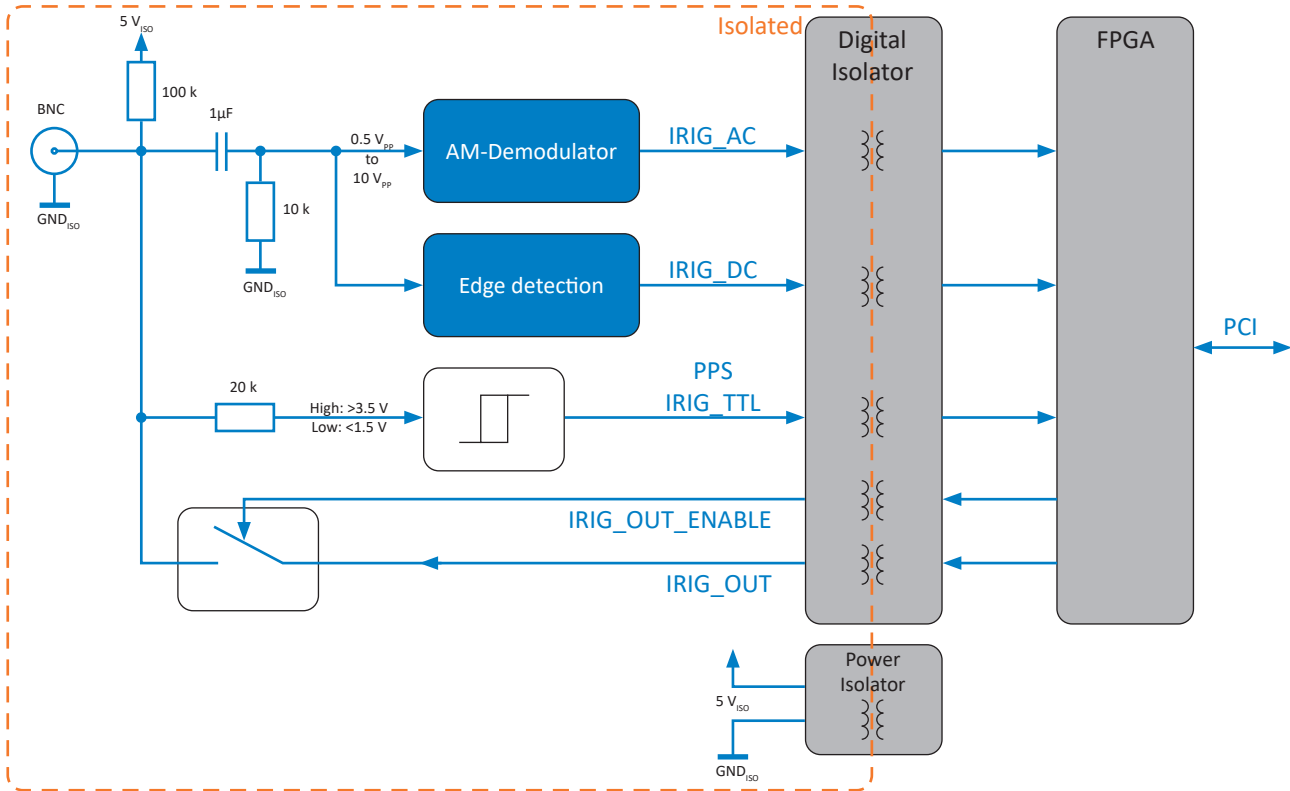 5 VISO
Isolated
Digital
Isolator
FPGA
100 k
BNC
1µF
0.5 VPP
to
10 VPP
AM-Demodulator
IRIG_AC
GNDISO
10 k
GNDISO
Edge detection
IRIG_DC
PCI
20 k
High: >3.5 V
Low: <1.5 V
PPS
IRIG_TTL
IRIG_OUT_ENABLE
IRIG_OUT
Power
Isolator
5 VISO
GNDISO